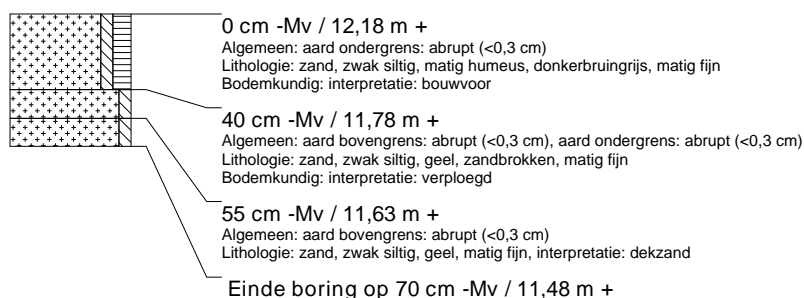 0 cm -Mv / 12,18 m +
Algemeen: aard ondergrens: abrupt (<0,3 cm)
Lithologie: zand, zwak siltig, matig humeus, donkerbruingrijs, matig fijn
Bodemkundig: interpretatie: bouwvoor
40 cm -Mv / 11,78 m +
Algemeen: aard bovengrens: abrupt (<0,3 cm), aard ondergrens: abrupt (<0,3 cm)
Lithologie: zand, zwak siltig, geel, zandbrokken, matig fijn
Bodemkundig: interpretatie: verploegd
55 cm -Mv / 11,63 m +
Algemeen: aard bovengrens: abrupt (<0,3 cm)
Lithologie: zand, zwak siltig, geel, matig fijn, interpretatie: dekzand
Einde boring op 70 cm -Mv / 11,48 m +